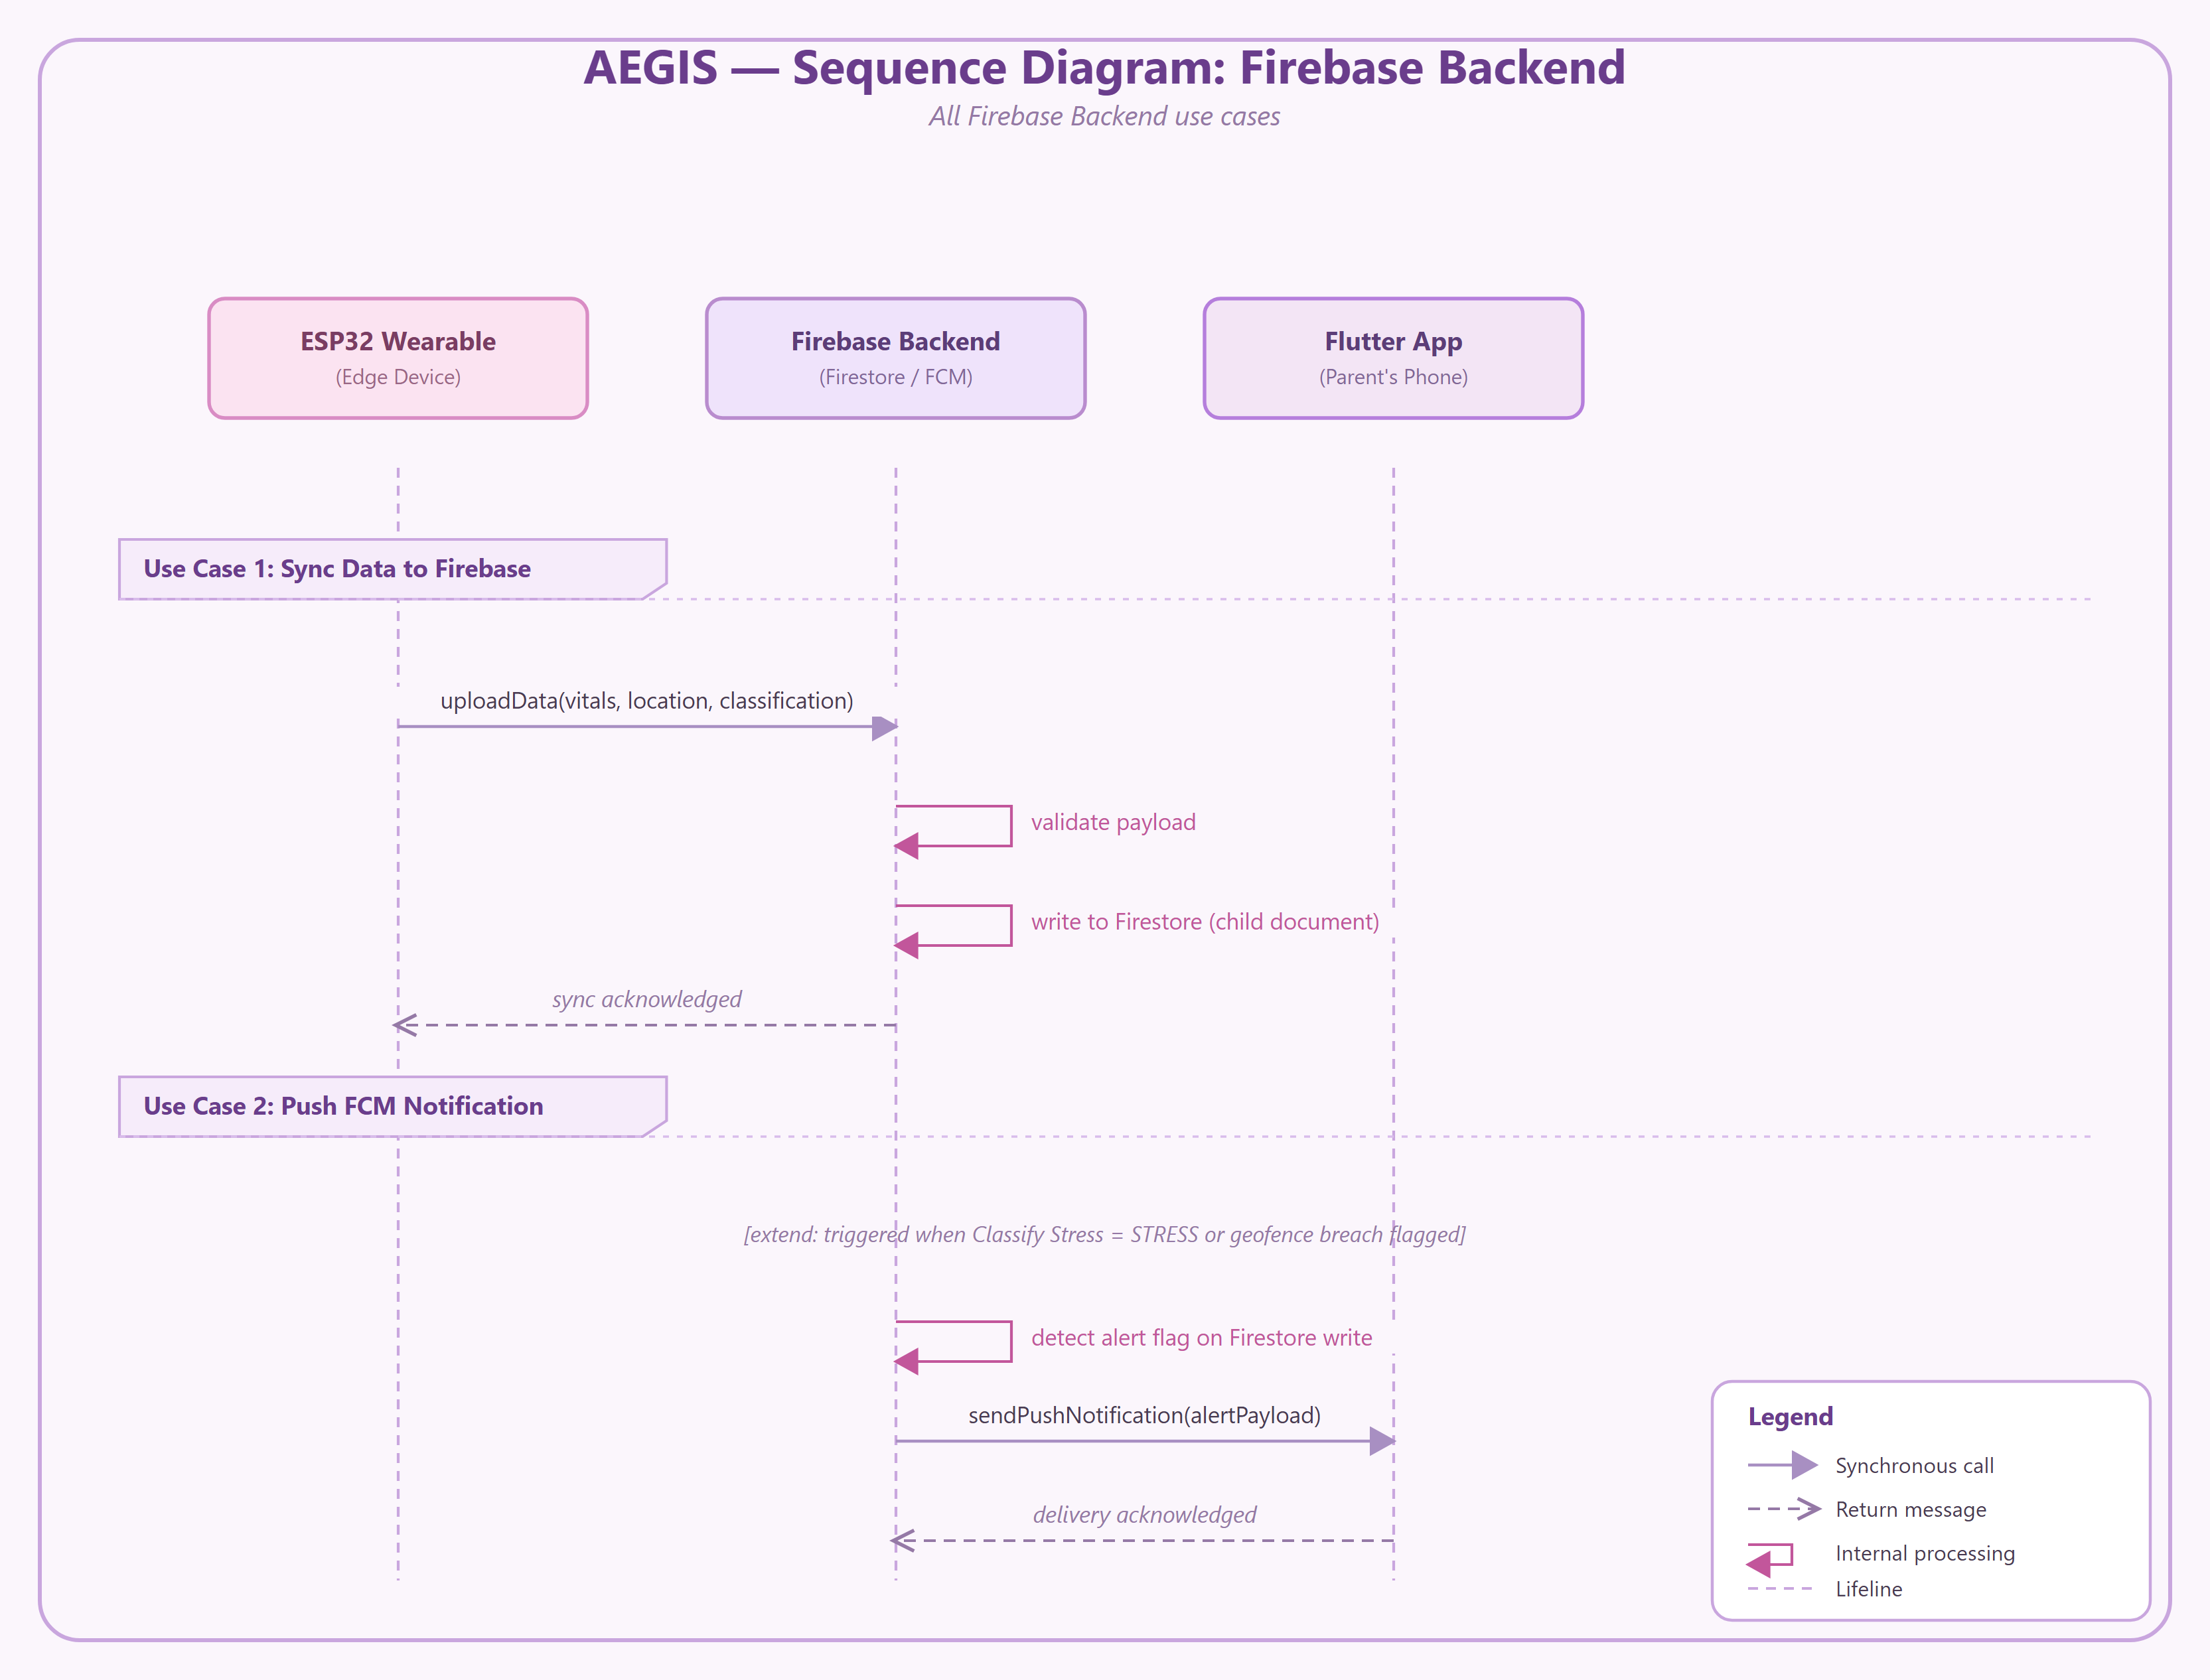 AEGIS — Sequence Diagram: Firebase Backend
All Firebase Backend use cases
ESP32 Wearable
(Edge Device)
Firebase Backend
(Firestore / FCM)
Flutter App
(Parent's Phone)
Use Case 1: Sync Data to Firebase
uploadData(vitals, location, classification)
validate payload
write to Firestore (child document)
sync acknowledged
Use Case 2: Push FCM Notification
[extend: triggered when Classify Stress = STRESS or geofence breach flagged]
detect alert flag on Firestore write
sendPushNotification(alertPayload)
delivery acknowledged
Legend
Synchronous call
Return message
Internal processing
Lifeline